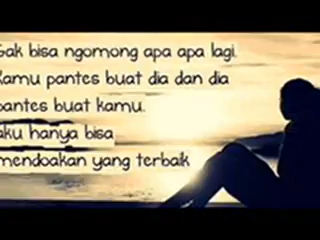 Gak bisa ngomong apa apa lagi.
Kamu pantes buat dia dan dia
pantes buat kamu.
aku hanya bisa
mendoakan yang terbaik